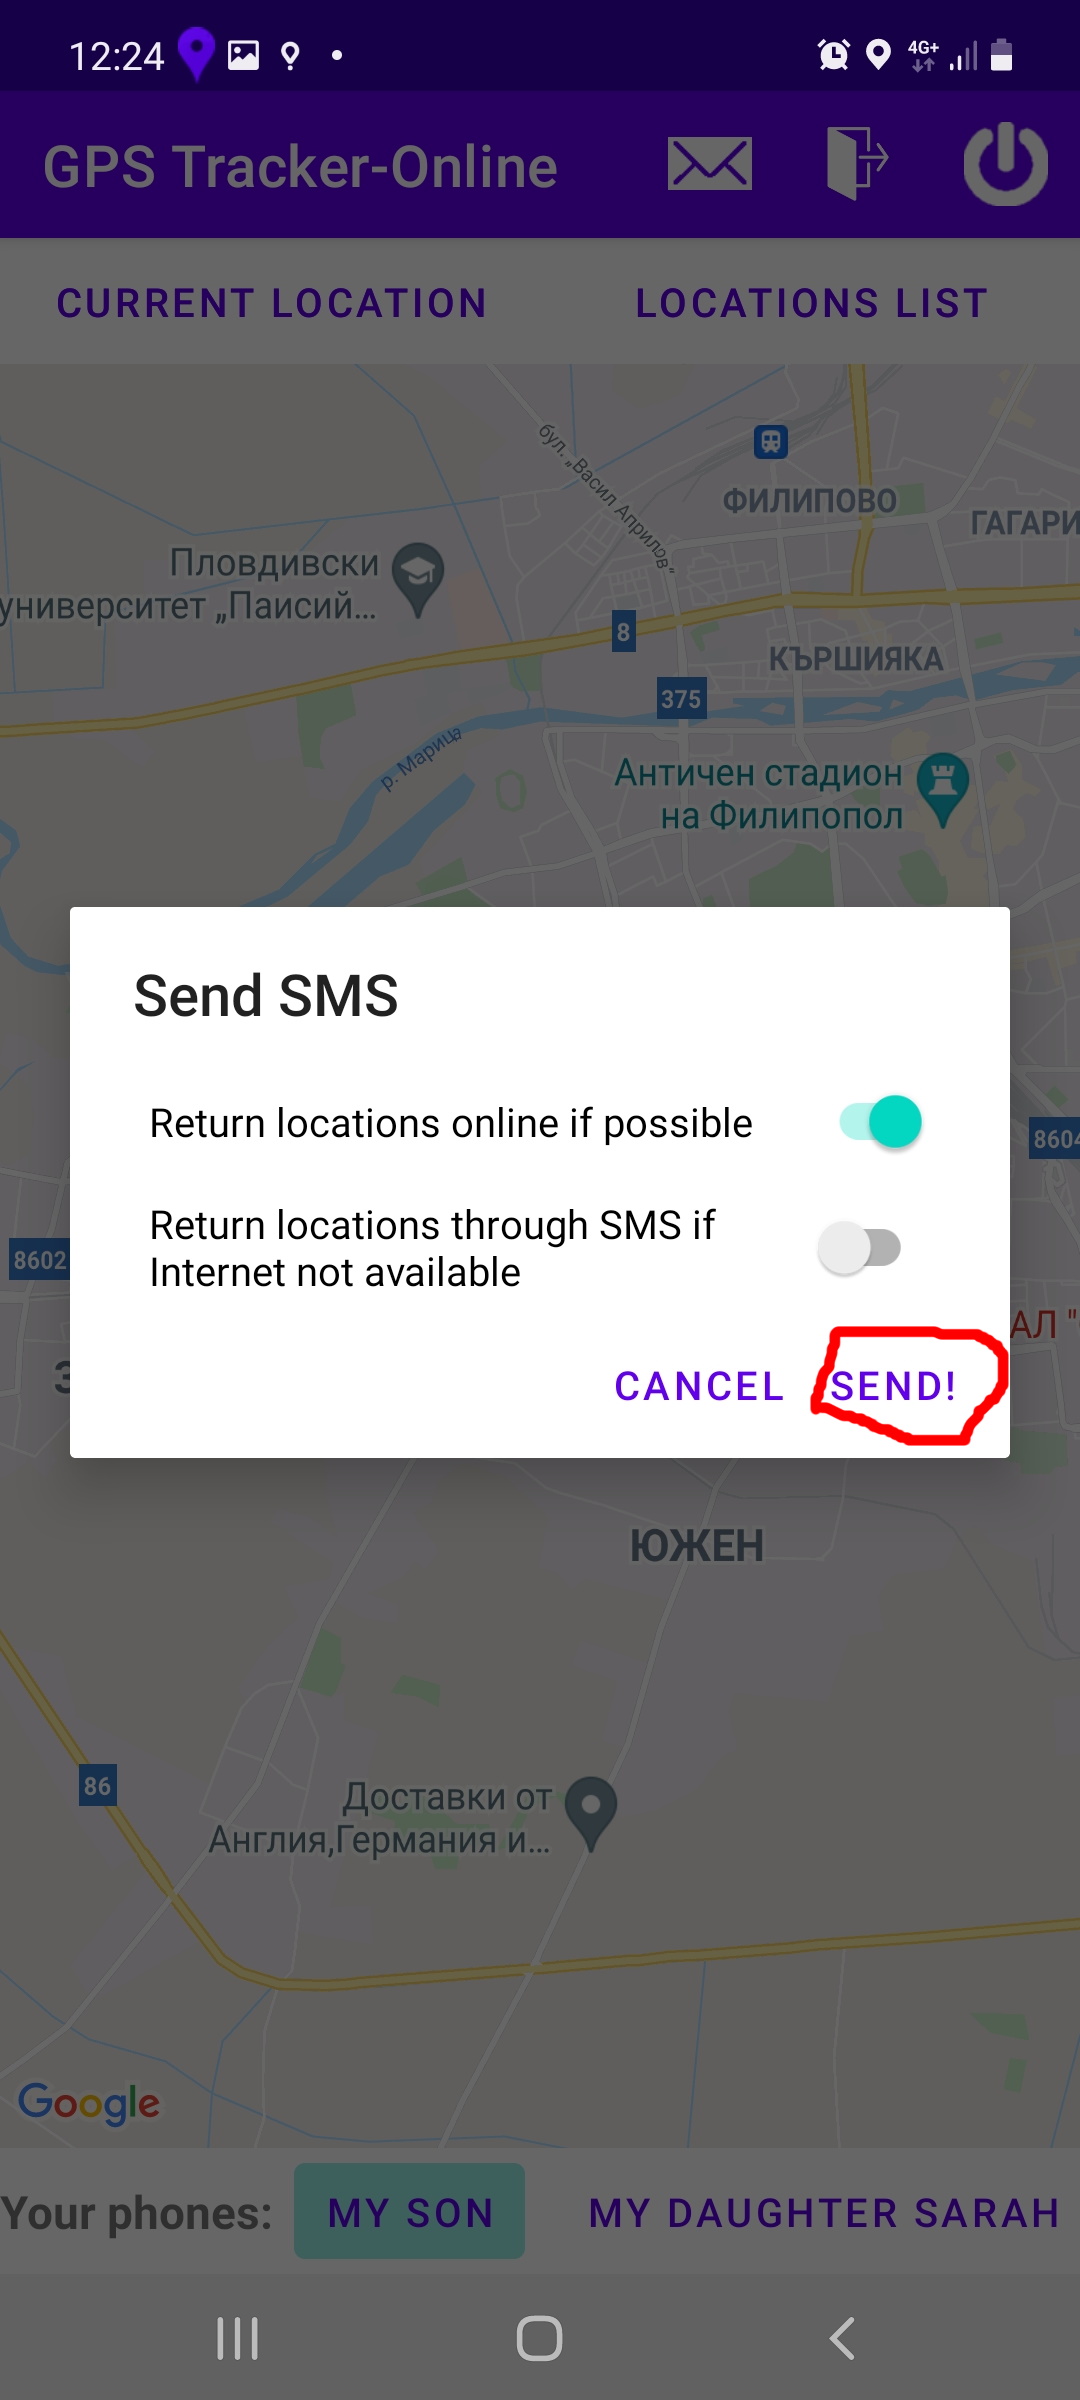 12:24
4G+
GPS Tracker-Online
CURRENT LOCATION
LOCATIONS LIST
бул. „Васил Априлов“
ФИЛИПОВО
ГАГАРИ
Пловдивски
университет „Паисий...
8
КЪРШИЯКА
375
р. Марица
Античен стадион
на Филипопол
Send SMS
Return locations online if possible
8604
Return locations through SMS if
Internet not available
8602
АЛ "
CANCEL
SEND!
ЮЖЕН
86
Доставки от
Англия,Германия и...
Google
Your phones:
MY SON
MY DAUGHTER SARAH